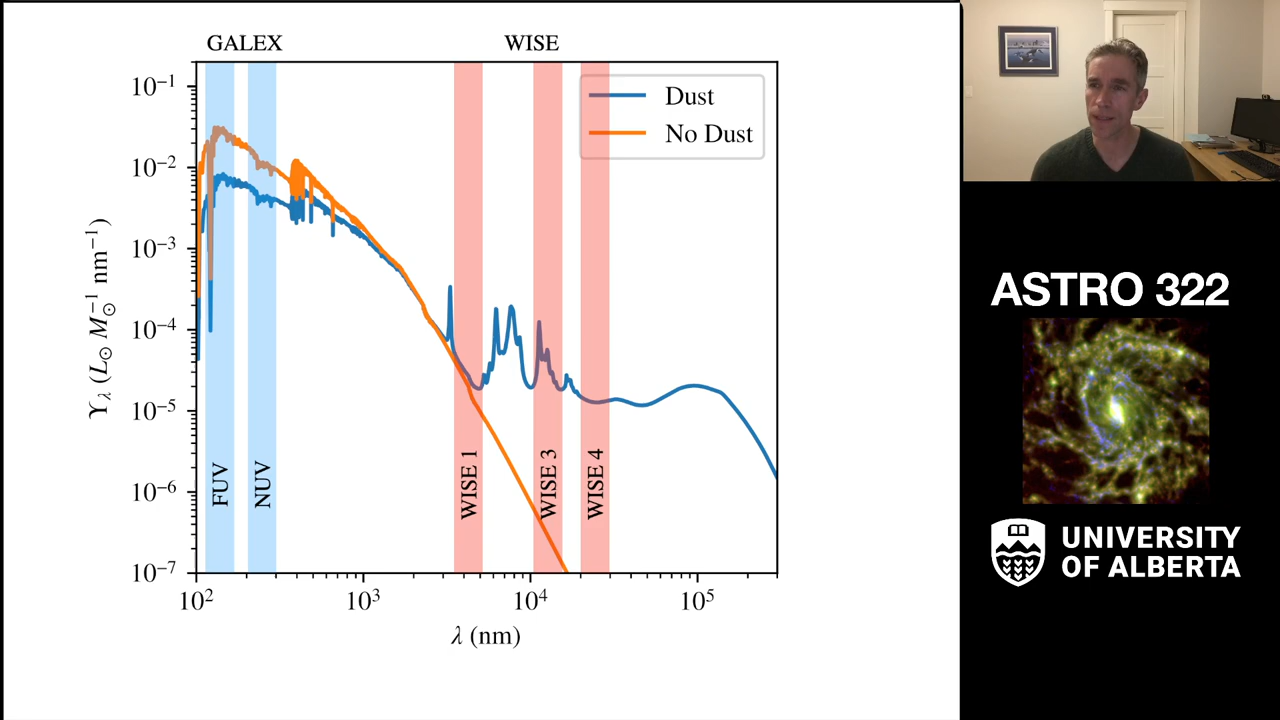 GALEX WISE
Dust
No Dust
10⁻¹
10⁻²
10⁻³
10⁻⁴
10⁻⁵
10⁻⁶
10⁻⁷
ϒλ (L⊙ M⊙⁻¹ nm⁻¹)
FUV
NUV
WISE 1
WISE 3
WISE 4
10² 10³ 10⁴ 10⁵
λ (nm)
ASTRO 322
UNIVERSITY
OF ALBERTA